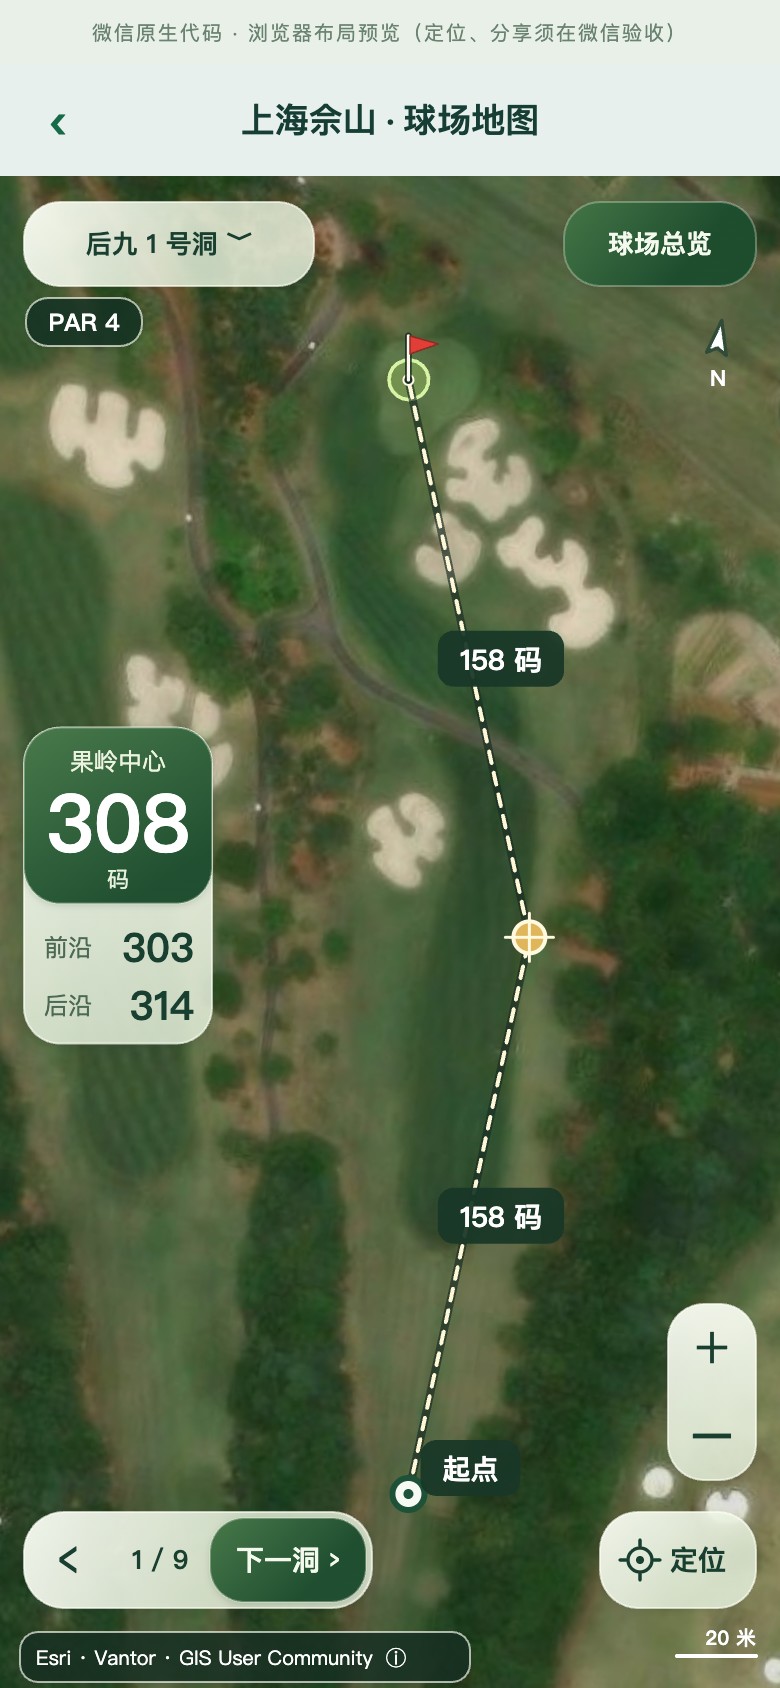 微信原生代码 · 浏览器布局预览（定位、分享须在微信验收）
‹ 上海佘山 · 球场地图
后九 1 号洞
球场总览
PAR 4
N
158 码
果岭中心
308
码
前沿 303
后沿 314
158 码
+
−
起点
< 1 / 9 下一洞 ›
定位
20 米
Esri · Vantor · GIS User Community ⓘ